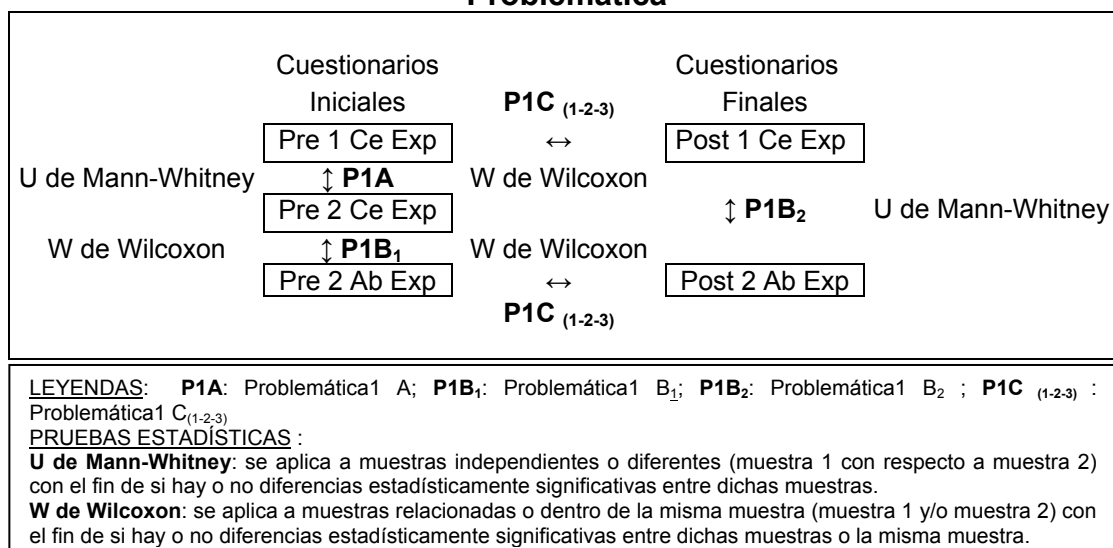 Problemática
Cuestionarios Cuestionarios
Iniciales P1C (1-2-3) Finales
Pre 1 Ce Exp ↔ Post 1 Ce Exp
U de Mann-Whitney ↕ P1A W de Wilcoxon
Pre 2 Ce Exp ↕ P1B2 U de Mann-Whitney
W de Wilcoxon ↕ P1B1 W de Wilcoxon
Pre 2 Ab Exp ↔ Post 2 Ab Exp
P1C (1-2-3)
LEYENDAS: P1A: Problemática1 A; P1B1: Problemática1 B1; P1B2: Problemática1 B2 ; P1C (1-2-3) :
Problemática1 C(1-2-3)
PRUEBAS ESTADÍSTICAS :
U de Mann-Whitney: se aplica a muestras independientes o diferentes (muestra 1 con respecto a muestra 2)
con el fin de si hay o no diferencias estadísticamente significativas entre dichas muestras.
W de Wilcoxon: se aplica a muestras relacionadas o dentro de la misma muestra (muestra 1 y/o muestra 2) con
el fin de si hay o no diferencias estadísticamente significativas entre dichas muestras o la misma muestra.